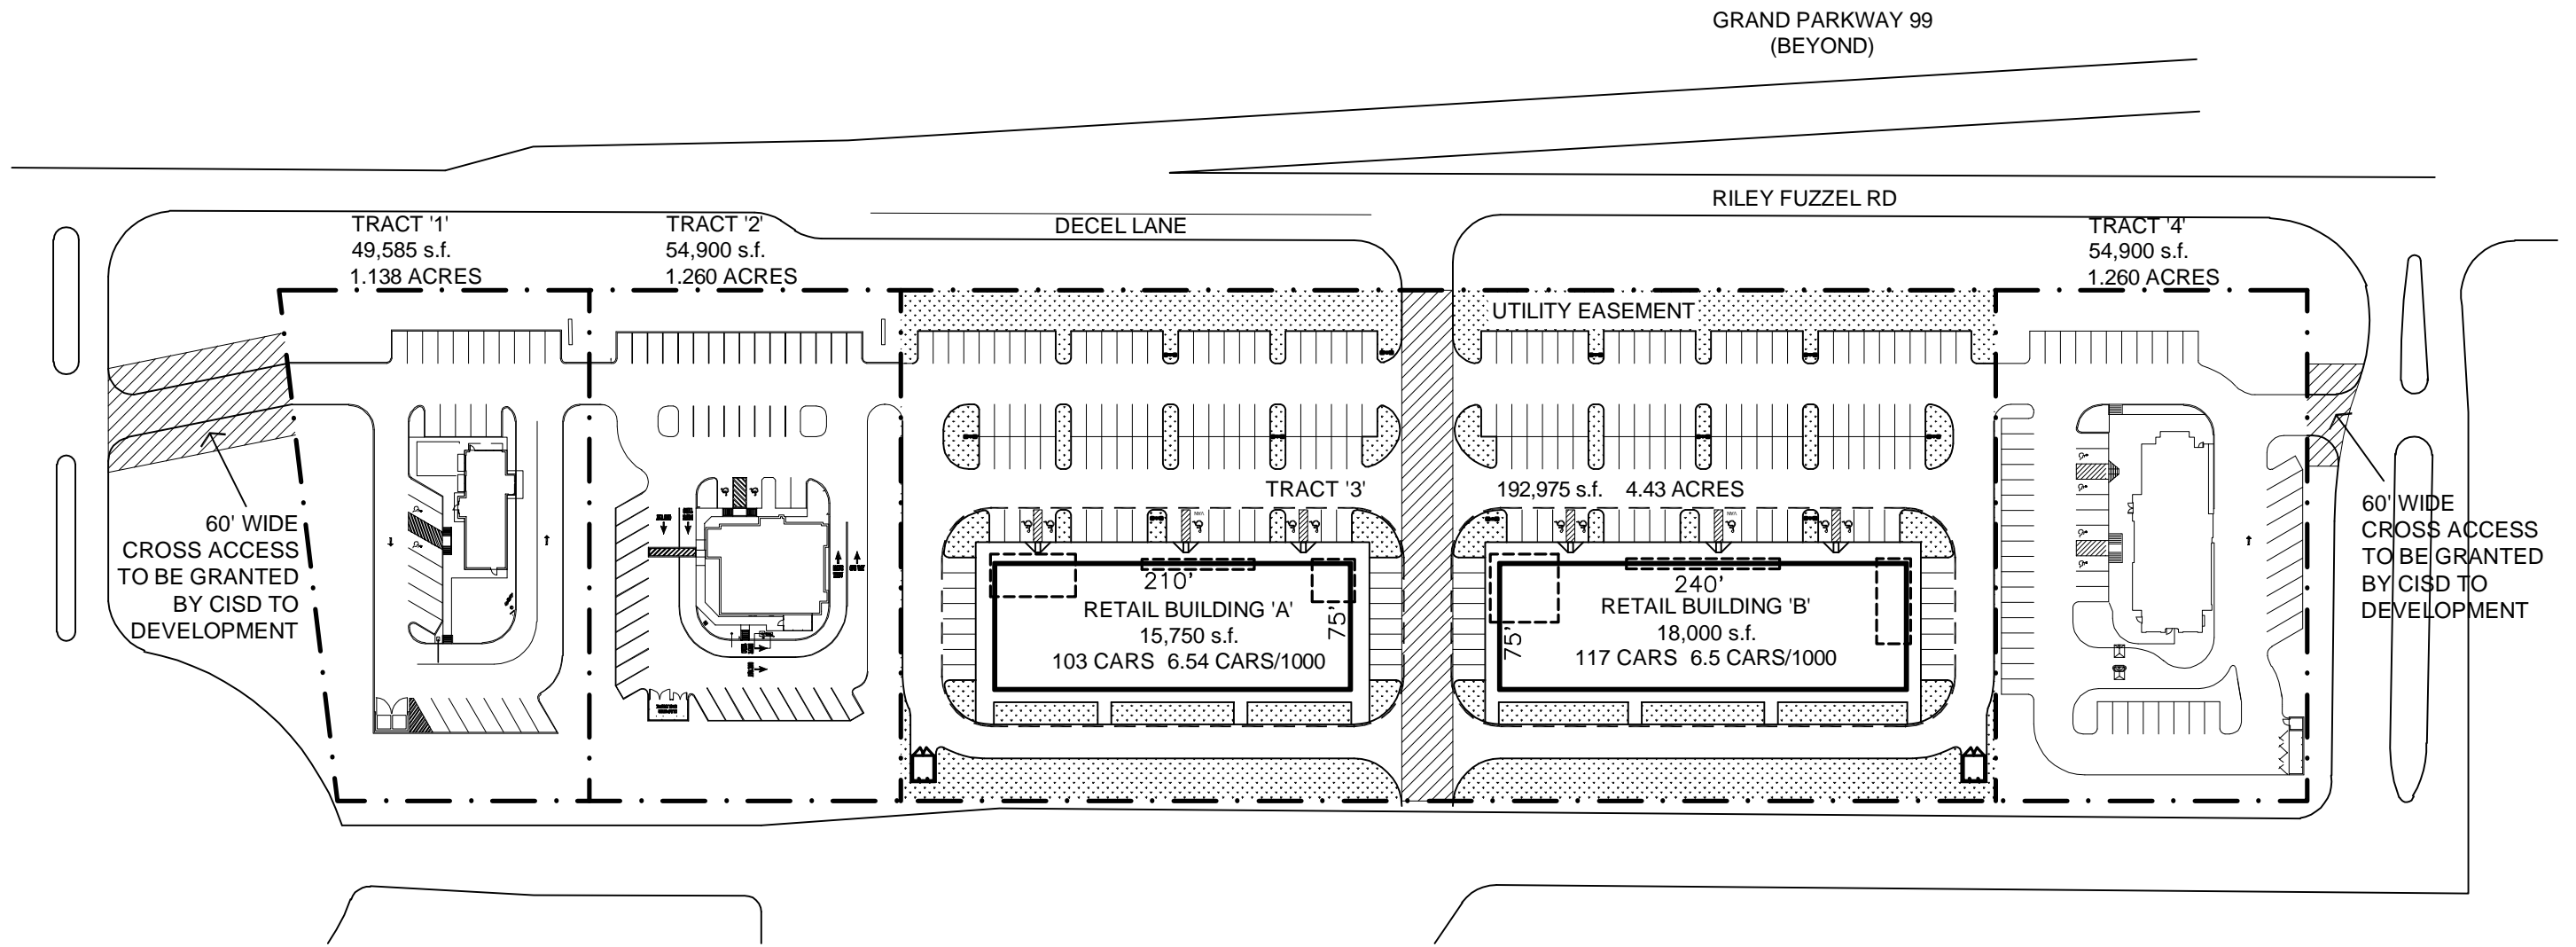 GRAND PARKWAY 99
(BEYOND)
RILEY FUZZEL RD
DECEL LANE
TRACT '1'
49,585 s.f.
1.138 ACRES
TRACT '2'
54,900 s.f.
1.260 ACRES
TRACT '4'
54,900 s.f.
1.260 ACRES
UTILITY EASEMENT
TRACT '3'
192,975 s.f. 4.43 ACRES
60' WIDE
CROSS ACCESS
TO BE GRANTED
BY CISD TO
DEVELOPMENT
210'
RETAIL BUILDING 'A'
15,750 s.f.
103 CARS 6.54 CARS/1000
75'
240'
RETAIL BUILDING 'B'
18,000 s.f.
117 CARS 6.5 CARS/1000
75'
60' WIDE
CROSS ACCESS
TO BE GRANTED
BY CISD TO
DEVELOPMENT